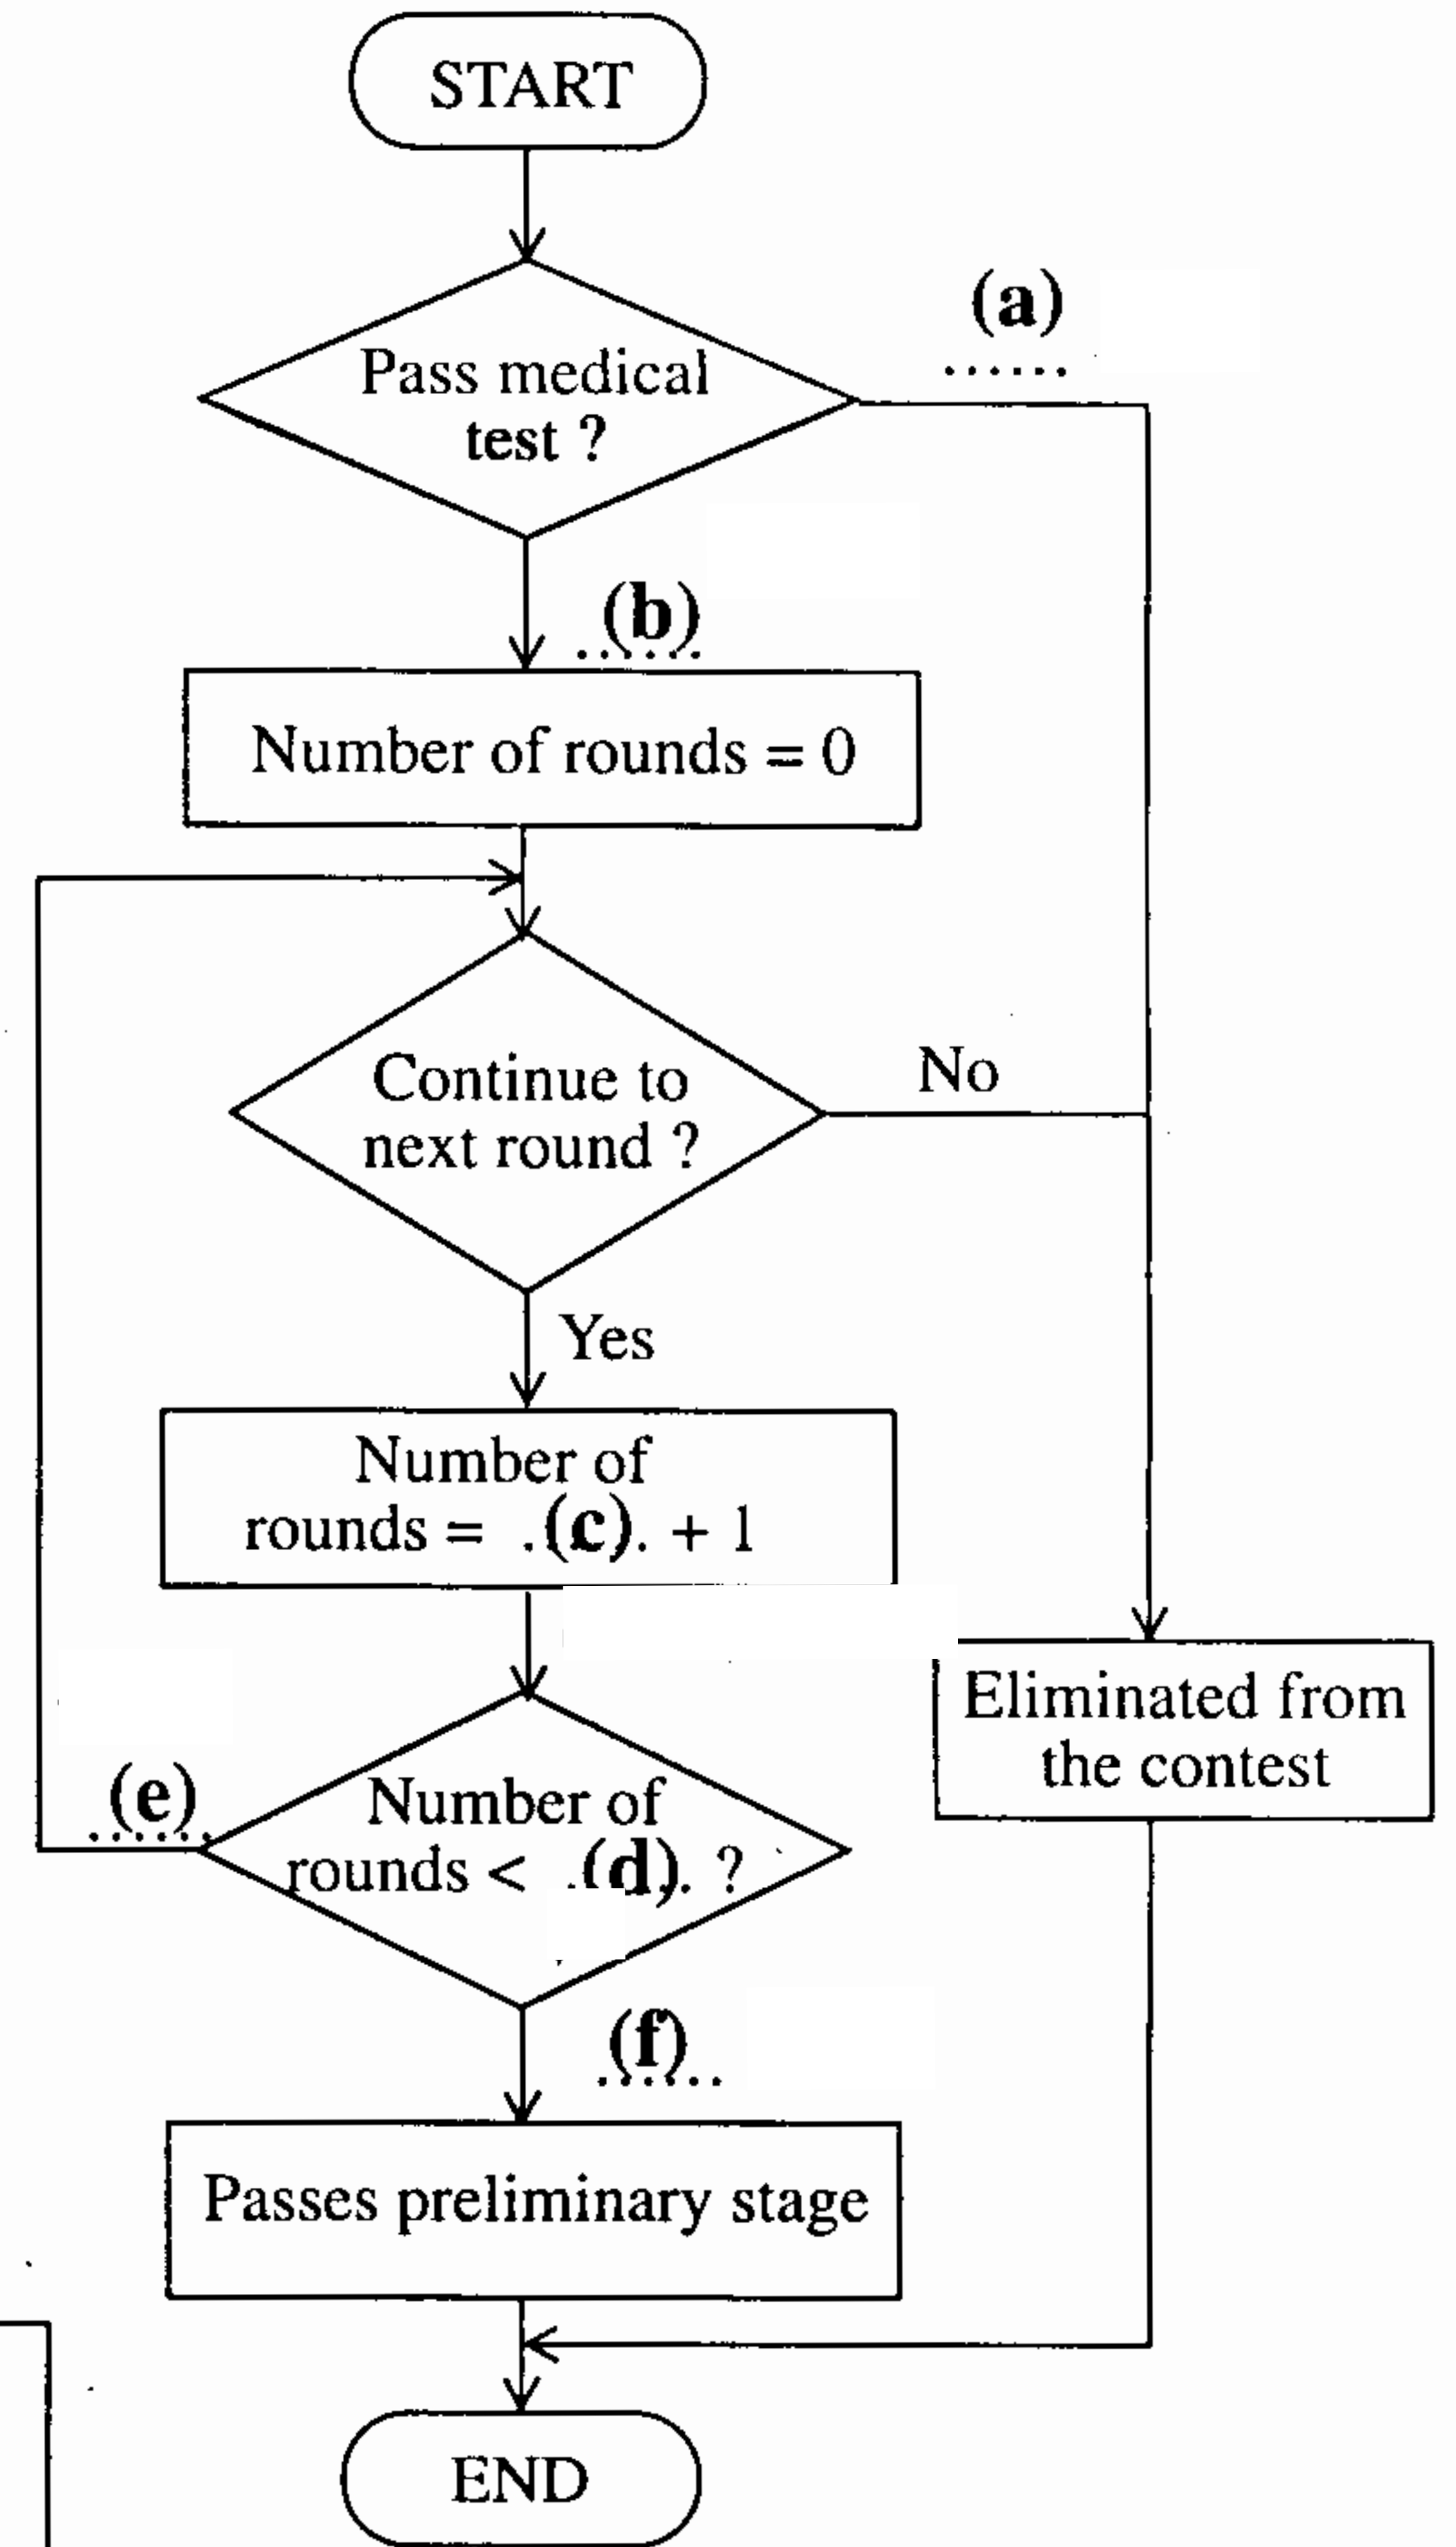 START
(a)
......
Pass medical
test ?
(b)
......
Number of rounds = 0
Continue to
next round ?
No
Yes
Number of
rounds = .(c). + 1
Eliminated from
the contest
(e)
......
Number of
rounds < .(d). ?
(f)
......
Passes preliminary stage
END